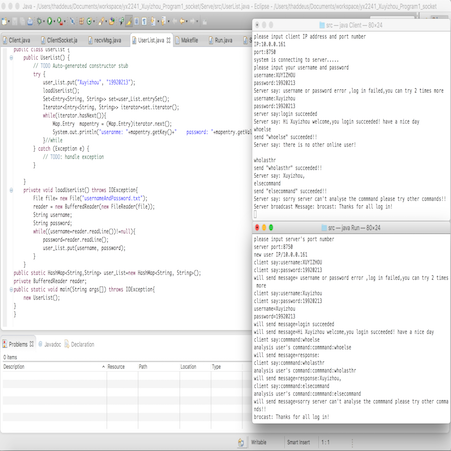 Java - Eclipse - /Users/thaddeus/Documents/workspace/yx2241_Xuyizhou_Program1_socket/Serve/src/UserList.java - Eclipse - /Users/thaddeus/Documents/workspace/yx2241_Xuyizhou_Program1_socket
Client.java
ClientSocket.js
recvMsg.java
UserList.java
Makefile
Run.java
public class UserList {
public UserList() {
// TODO Auto-generated constructor stub
try {
user_List.put("Xuyizhou", "19920213");
loadUserlist();
Set<Entry<String, String>> set=user_List.entrySet();
Iterator<Entry<String, String>> iterator=set.iterator();
while(iterator.hasNext()){
Map.Entry mapentry = (Map.Entry)iterator.next();
System.out.println("username: "+mapentry.getKey()+" password: "+mapentry.getValu
}//while
} catch (Exception e) {
// TODO: handle exception
}
}
private void loadUserlist() throws IOException{
File file= new File("usernameAndPassword.txt");
reader = new BufferedReader(new FileReader(file));
String username;
String password;
while((username=reader.readLine())!=null){
password=reader.readLine();
user_List.put(username, password);
}
}
public static HashMap<String,String> user_List=new HashMap<String, String>();
private static BufferedReader reader;
public static void main(String args[]) throws IOException{
new UserList();
}
}
Problems
Javadoc
Declaration
0 items
Description
Resource
Path
Location
Type
Writable
Smart Insert
1 : 1
src — java Client — 80×24
please input client IP address and port number
IP:10.0.0.161
port:8750
system is connecting to server.....
please input your username and password
username:XUYIZHOU
password:19920213
Server say: username or password error ,log in failed,you can try 2 times more
username:Xuyizhou
password:19920213
server say:login succeeded
Server say: Hi Xuyizhou welcome,you login succeeded! have a nice day
whoelse
send "whoelse" succeeded!!
Server say: there is no other online user!
wholasthr
send "wholasthr" succeeded!!
Server say: Xuyizhou,
elsecommand
send "elsecommand" succeeded!!
Server say: sorry server can't analyse the commmand please try other commands!!
Server broadcast Message: brocast: Thanks for all log in!
src — java Run — 80×24
please input server's port number
server port:8750
new user IP/10.0.0.161
client say:username:XUYIZHOU
client say:password:19920213
will send message= username or password error ,log in failed,you can try 2 times
more
client say:username:Xuyizhou
client say:password:19920213
username=Xuyizhou
password=19920213
will send message=login succeeded
will send message=Hi Xuyizhou welcome,you login succeeded! have a nice day
client say:command:whoelse
analysis user's command:command:whoelse
will send message=response:
client say:command:wholasthr
analysis user's command:command:wholasthr
will send message=response:Xuyizhou,
client say:command:elsecommand
analysis user's command:command:elsecommand
will send message=sorry server can't analyse the commmand please try other comma
nds!!
brocast: Thanks for all log in!